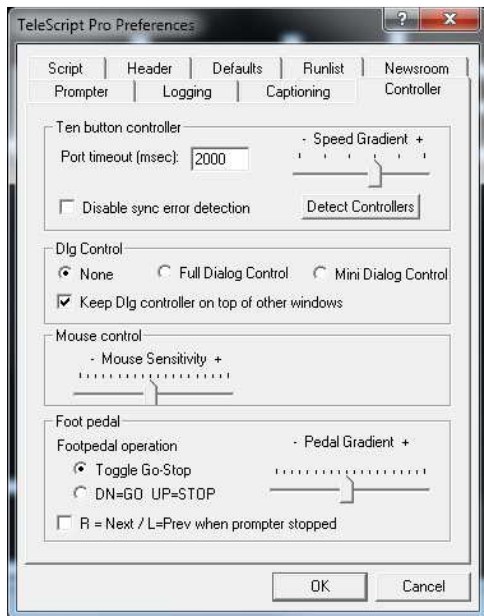 TeleScript Pro Preferences
Script Header Defaults Runlist Newsroom
Prompter Logging Captioning Controller
Ten button controller
- Speed Gradient +
Port timeout (msec): 2000
Disable sync error detection Detect Controllers
Dlg Control
None Full Dialog Control Mini Dialog Control
Keep Dlg controller on top of other windows
Mouse control
- Mouse Sensitivity +
Foot pedal
Footpedal operation - Pedal Gradient +
Toggle Go-Stop
DN=GO UP=STOP
R = Next / L=Prev when prompter stopped
OK Cancel